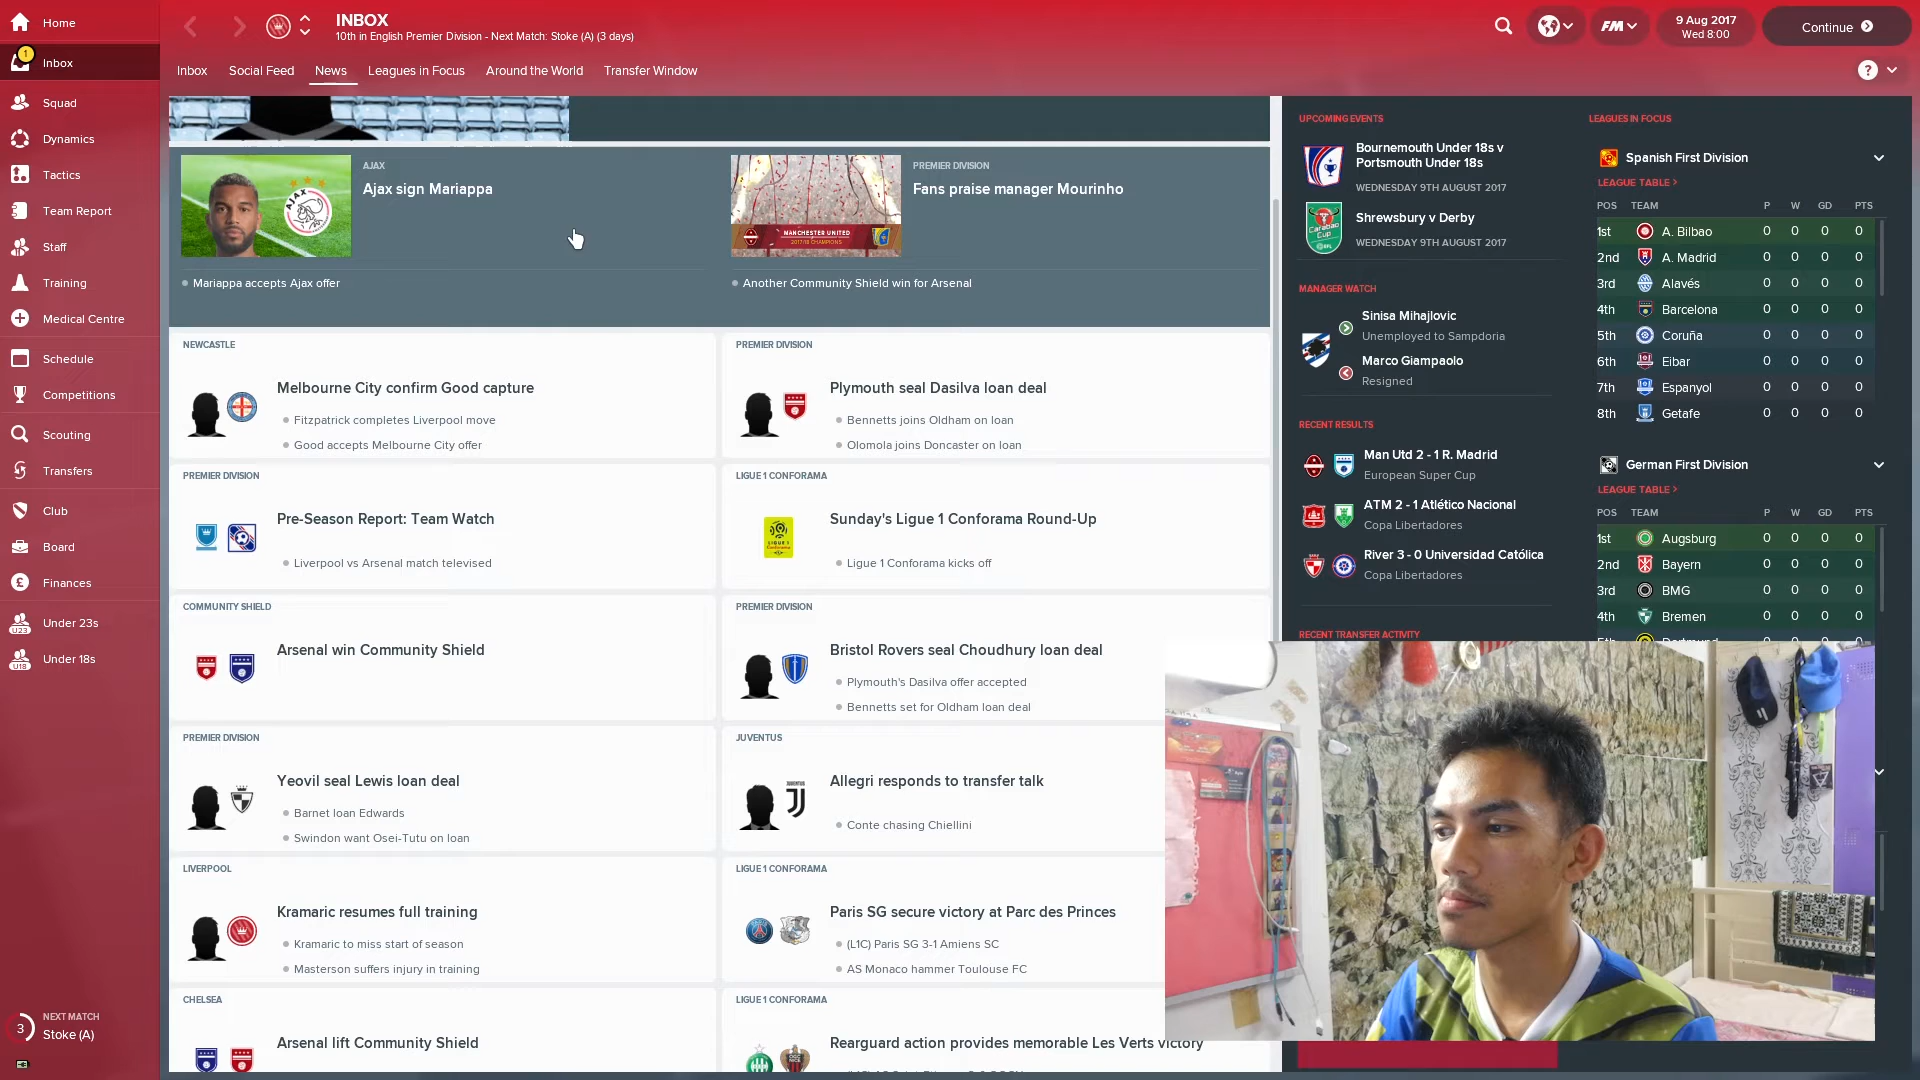 Home
1
Inbox
Squad
Dynamics
Tactics
Team Report
Staff
Training
Medical Centre
Schedule
Competitions
Scouting
Transfers
Club
Board
Finances
U23
Under 23s
U18
Under 18s
3
NEXT MATCH
Stoke (A)
INBOX
10th in English Premier Division - Next Match: Stoke (A) (3 days)
FM
9 Aug 2017
Wed 8:00
Continue
Inbox
Social Feed
News
Leagues in Focus
Around the World
Transfer Window
?
AJAX
Ajax sign Mariappa
Mariappa accepts Ajax offer
PREMIER DIVISION
Fans praise manager Mourinho
MANCHESTER UNITED
2017/18 CHAMPIONS
Another Community Shield win for Arsenal
NEWCASTLE
Melbourne City confirm Good capture
Fitzpatrick completes Liverpool move
Good accepts Melbourne City offer
PREMIER DIVISION
Plymouth seal Dasilva loan deal
Bennetts joins Oldham on loan
Olomola joins Doncaster on loan
PREMIER DIVISION
Pre-Season Report: Team Watch
Liverpool vs Arsenal match televised
LIGUE 1 CONFORAMA
Sunday's Ligue 1 Conforama Round-Up
Ligue 1 Conforama kicks off
COMMUNITY SHIELD
Arsenal win Community Shield
PREMIER DIVISION
Bristol Rovers seal Choudhury loan deal
Plymouth's Dasilva offer accepted
Bennetts set for Oldham loan deal
PREMIER DIVISION
Yeovil seal Lewis loan deal
Barnet loan Edwards
Swindon want Osei-Tutu on loan
JUVENTUS
Allegri responds to transfer talk
Conte chasing Chiellini
LIVERPOOL
Kramaric resumes full training
Kramaric to miss start of season
Masterson suffers injury in training
LIGUE 1 CONFORAMA
Paris SG secure victory at Parc des Princes
(L1C) Paris SG 3-1 Amiens SC
AS Monaco hammer Toulouse FC
CHELSEA
Arsenal lift Community Shield
LIGUE 1 CONFORAMA
Rearguard action provides memorable Les Verts victory
UPCOMING EVENTS
Bournemouth Under 18s v
Portsmouth Under 18s
WEDNESDAY 9TH AUGUST 2017
Shrewsbury v Derby
WEDNESDAY 9TH AUGUST 2017
MANAGER WATCH
Sinisa Mihajlovic
Unemployed to Sampdoria
Marco Giampaolo
Resigned
RECENT RESULTS
Man Utd 2 - 1 R. Madrid
European Super Cup
ATM 2 - 1 Atlético Nacional
Copa Libertadores
River 3 - 0 Universidad Católica
Copa Libertadores
RECENT TRANSFER ACTIVITY
LEAGUES IN FOCUS
Spanish First Division
LEAGUE TABLE >
POS TEAM P W GD PTS
1st A. Bilbao 0 0 0 0
2nd A. Madrid 0 0 0 0
3rd Alavés 0 0 0 0
4th Barcelona 0 0 0 0
5th Coruña 0 0 0 0
6th Eibar 0 0 0 0
7th Espanyol 0 0 0 0
8th Getafe 0 0 0 0
German First Division
LEAGUE TABLE >
POS TEAM P W GD PTS
1st Augsburg 0 0 0 0
2nd Bayern 0 0 0 0
3rd BMG 0 0 0 0
4th Bremen 0 0 0 0
5th Dortmund 0 0 0 0